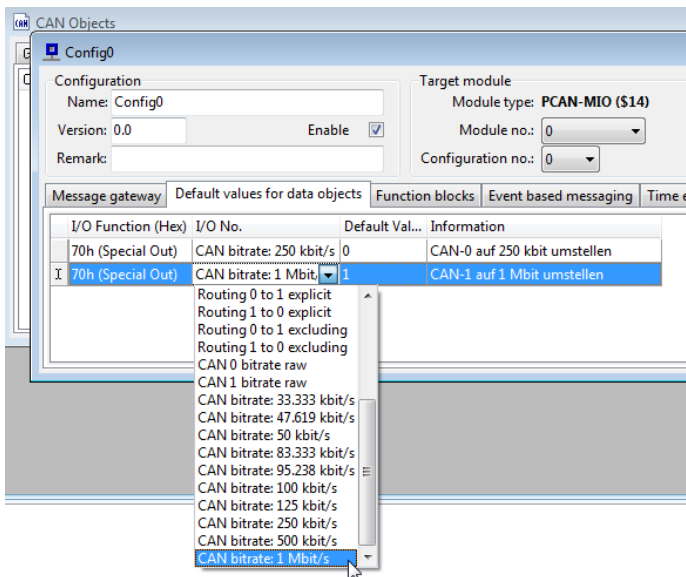 CAN Objects
Config0
Configuration
Name: Config0
Version: 0.0 Enable
Remark:
Target module
Module type: PCAN-MIO ($14)
Module no.: 0
Configuration no.: 0
Message gateway Default values for data objects Function blocks Event based messaging Time e
I/O Function (Hex) I/O No. Default Val... Information
70h (Special Out) CAN bitrate: 250 kbit/s 0 CAN-0 auf 250 kbit umstellen
70h (Special Out) CAN bitrate: 1 Mbit/ 1 CAN-1 auf 1 Mbit umstellen
Routing 0 to 1 explicit
Routing 1 to 0 explicit
Routing 0 to 1 excluding
Routing 1 to 0 excluding
CAN 0 bitrate raw
CAN 1 bitrate raw
CAN bitrate: 33.333 kbit/s
CAN bitrate: 47.619 kbit/s
CAN bitrate: 50 kbit/s
CAN bitrate: 83.333 kbit/s
CAN bitrate: 95.238 kbit/s
CAN bitrate: 100 kbit/s
CAN bitrate: 125 kbit/s
CAN bitrate: 250 kbit/s
CAN bitrate: 500 kbit/s
CAN bitrate: 1 Mbit/s